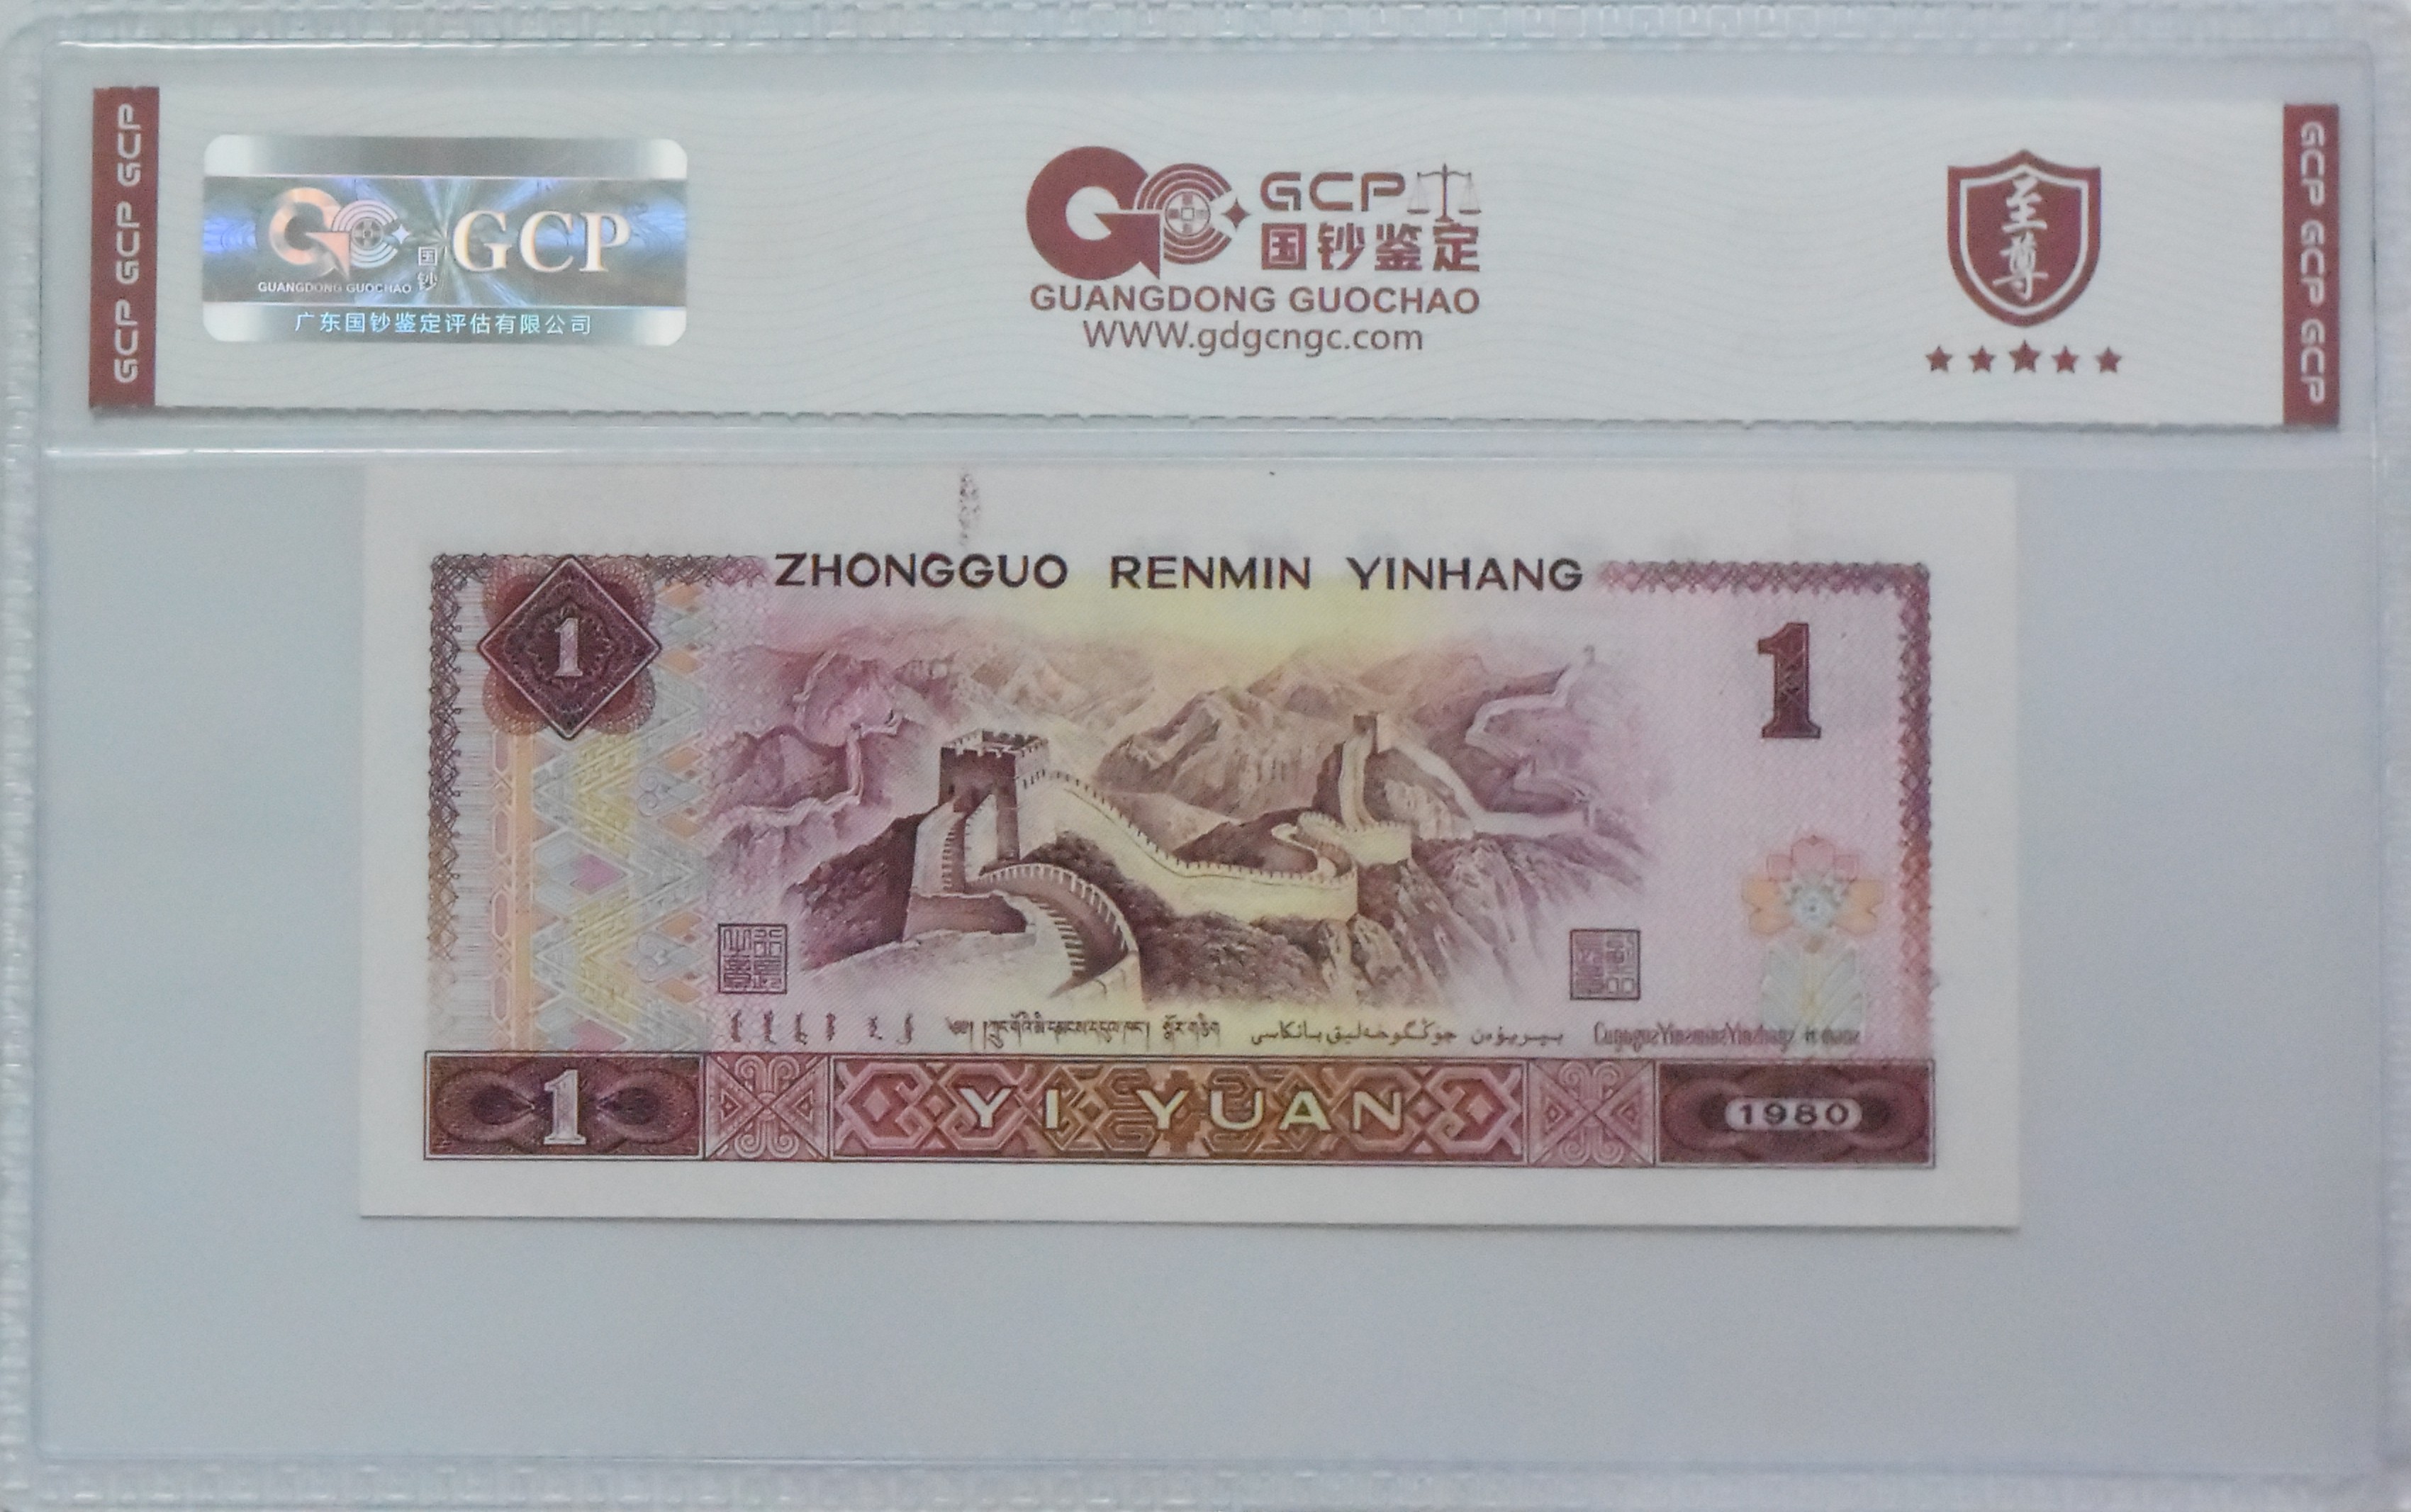 GCP GCP GCP
GCP
国钞
GUANGDONG GUOCHAO
广东国钞鉴定评估有限公司
GCP
国钞鉴定
GUANGDONG GUOCHAO
WWW.gdgcngc.com
至尊
GCP GCP GCP
ZHONGGUO RENMIN YINHANG
1
1
1
YI YUAN
1980